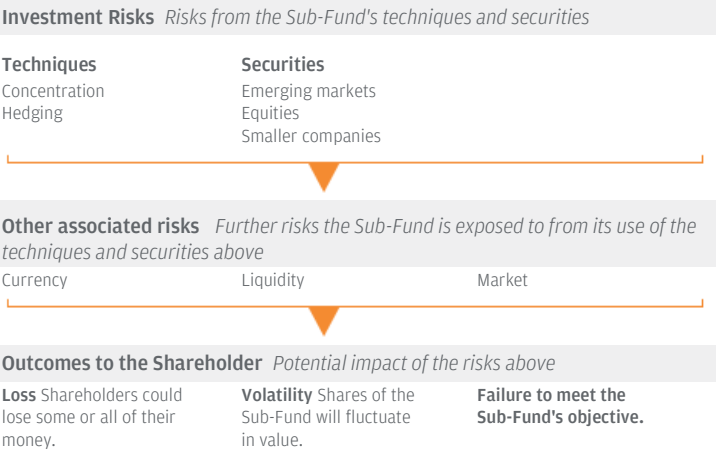 Investment Risks Risks from the Sub-Fund's techniques and securities
Techniques
Concentration
Hedging
Securities
Emerging markets
Equities
Smaller companies
Other associated risks Further risks the Sub-Fund is exposed to from its use of the
techniques and securities above
Currency
Liquidity
Market
Outcomes to the Shareholder Potential impact of the risks above
Loss Shareholders could
lose some or all of their
money.
Volatility Shares of the
Sub-Fund will fluctuate
in value.
Failure to meet the
Sub-Fund's objective.